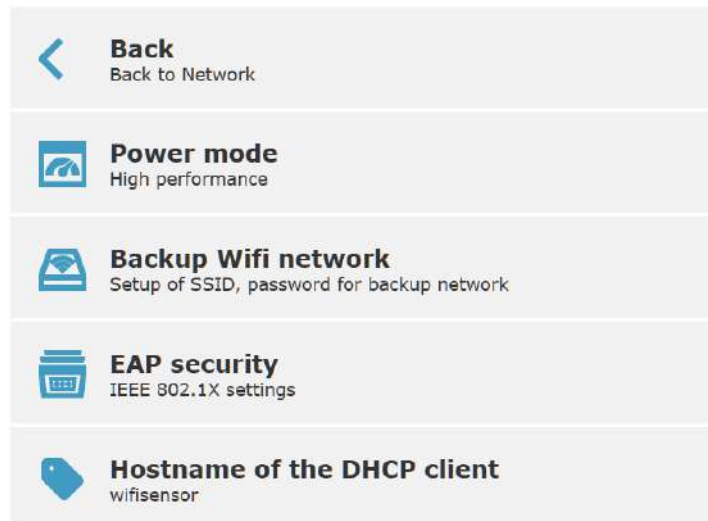 Back
Back to Network
Power mode
High performance
Backup Wifi network
Setup of SSID, password for backup network
EAP security
IEEE 802.1X settings
Hostname of the DHCP client
wifisensor